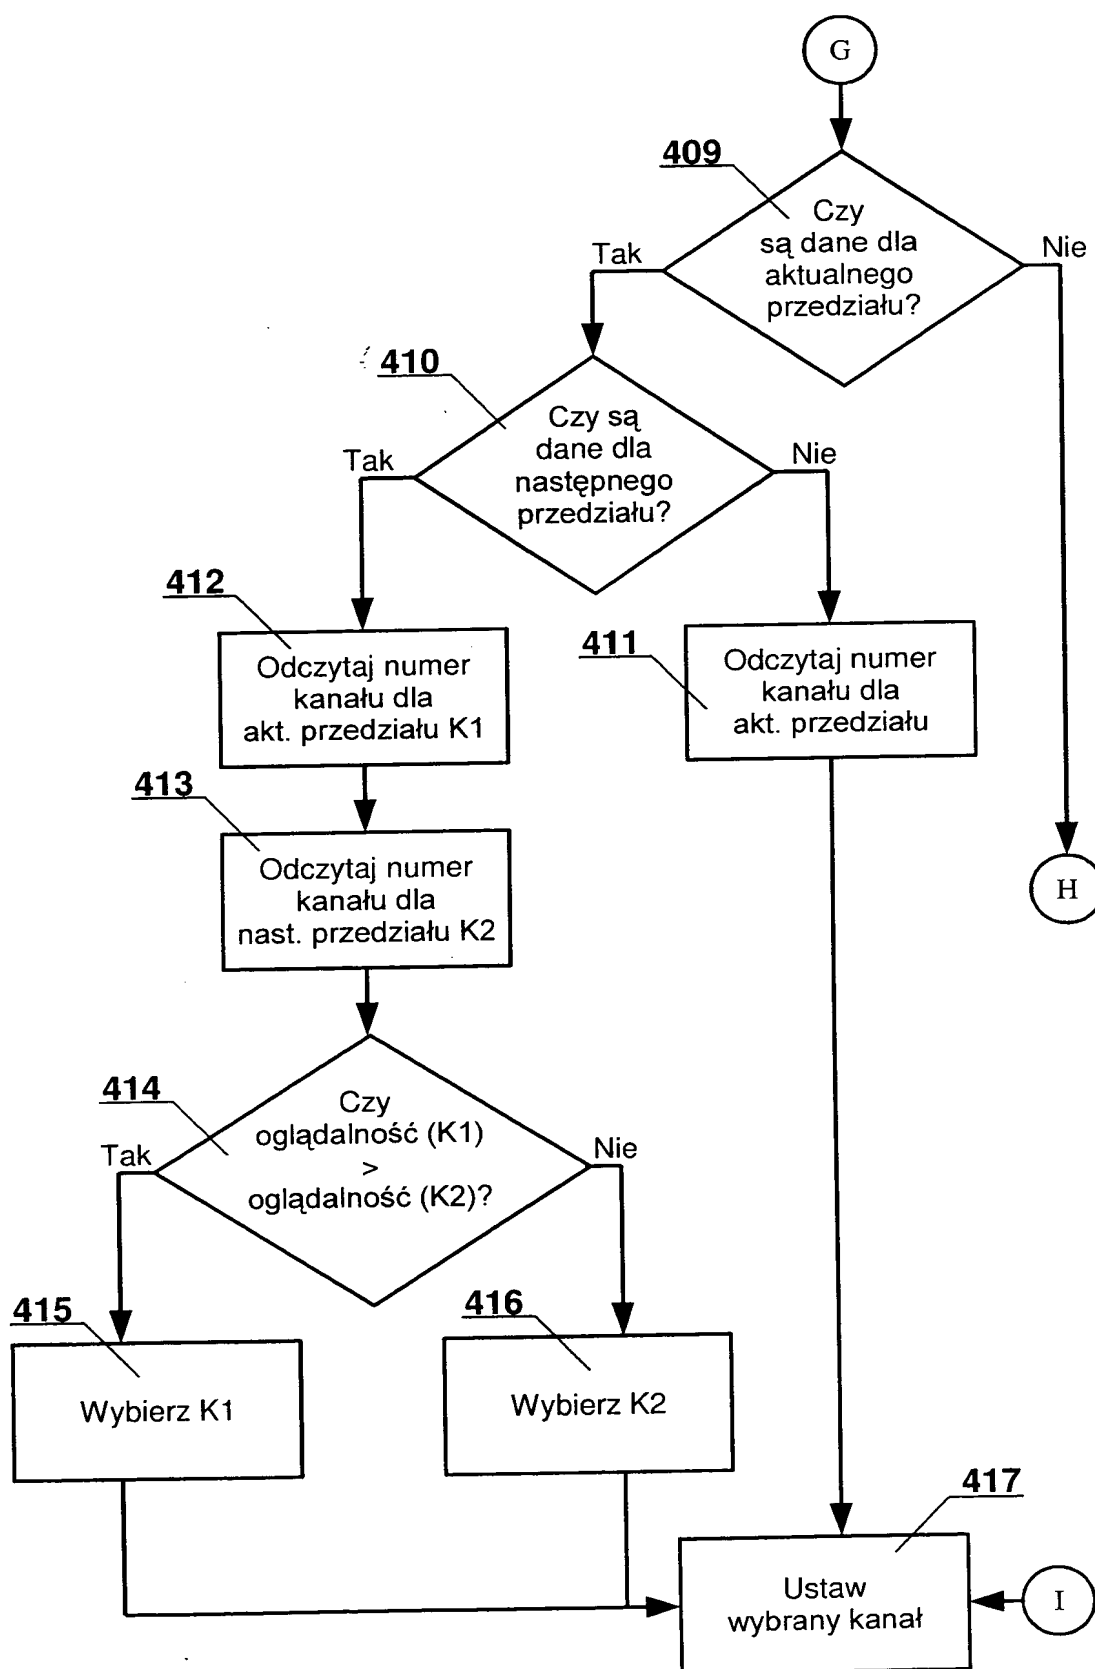 G
409
Czy
są dane dla
aktualnego
przedziału?
Tak
Nie
410
Czy są
dane dla
następnego
przedziału?
Tak
Nie
412
Odczytaj numer
kanału dla
akt. przedziału K1
411
Odczytaj numer
kanału dla
akt. przedziału
413
Odczytaj numer
kanału dla
nast. przedziału K2
H
414
Czy
oglądalność (K1)
>
oglądalność (K2)?
Tak
Nie
415
Wybierz K1
416
Wybierz K2
417
Ustaw
wybrany kanał
I